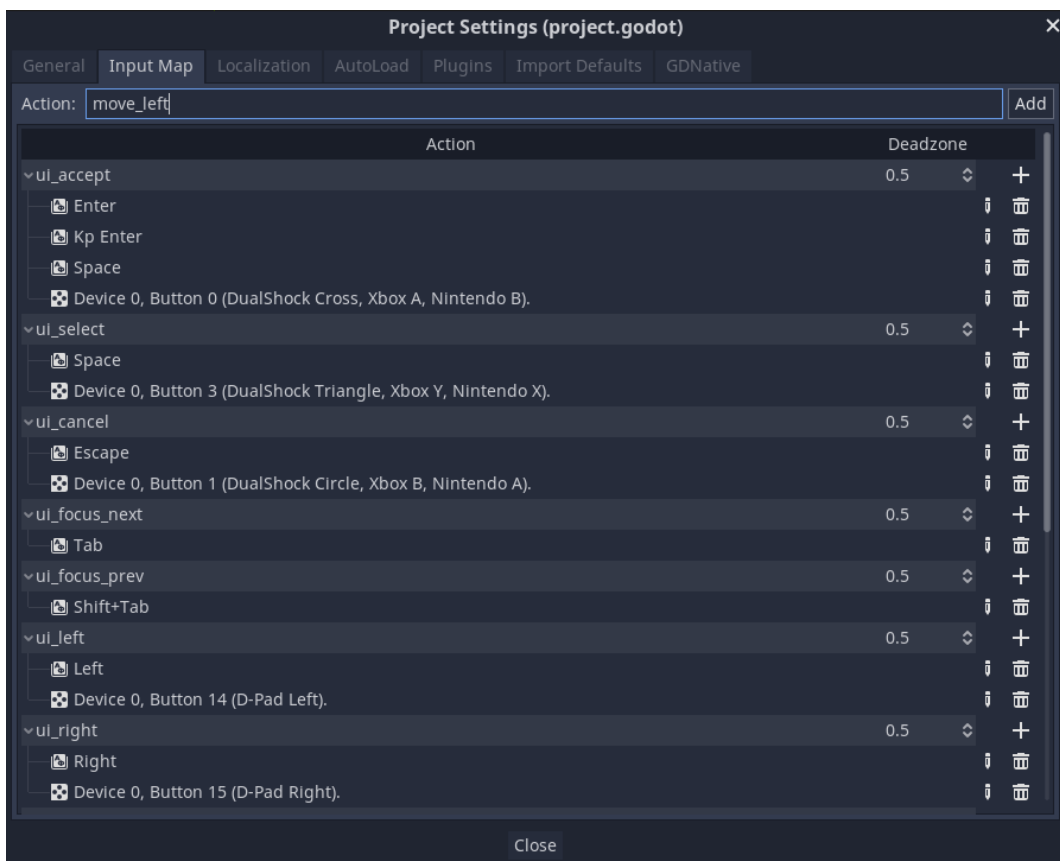 Project Settings (project.godot)
General Input Map Localization AutoLoad Plugins Import Defaults GDNative
Action: move_left Add
Action Deadzone
ui_accept 0.5
Enter
Kp Enter
Space
Device 0, Button 0 (DualShock Cross, Xbox A, Nintendo B).
ui_select 0.5
Space
Device 0, Button 3 (DualShock Triangle, Xbox Y, Nintendo X).
ui_cancel 0.5
Escape
Device 0, Button 1 (DualShock Circle, Xbox B, Nintendo A).
ui_focus_next 0.5
Tab
ui_focus_prev 0.5
Shift+Tab
ui_left 0.5
Left
Device 0, Button 14 (D-Pad Left).
ui_right 0.5
Right
Device 0, Button 15 (D-Pad Right).
Close